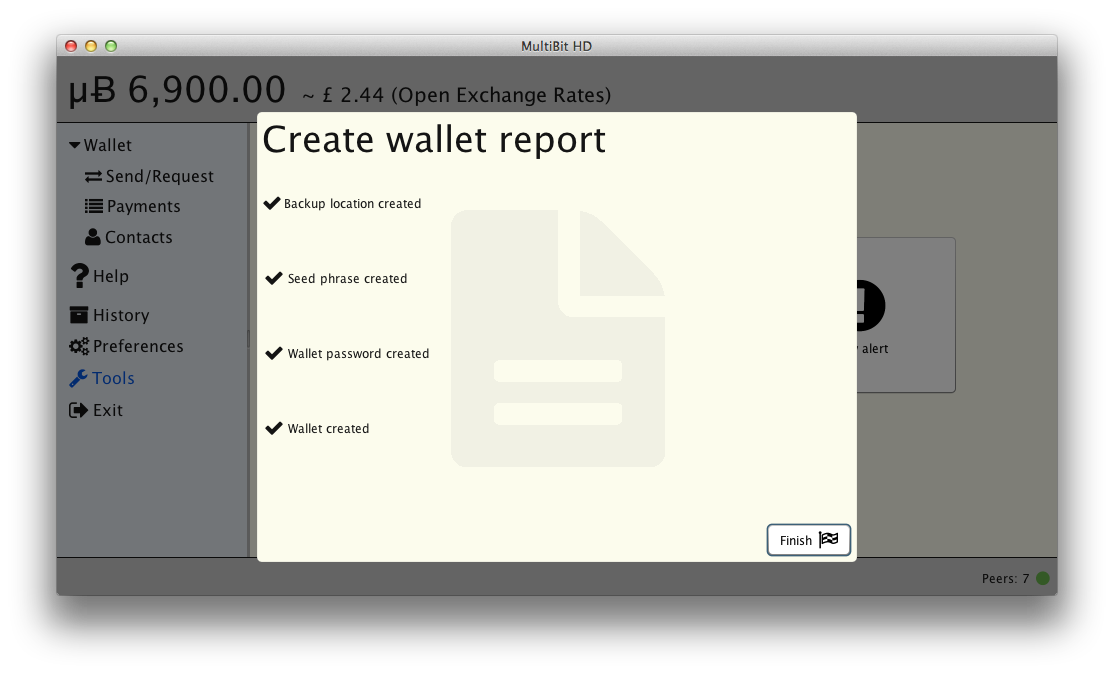 MultiBit HD
μɃ 6,900.00 ~ £ 2.44 (Open Exchange Rates)
Wallet
Send/Request
Payments
Contacts
Help
History
Preferences
Tools
Exit
Create wallet report
Backup location created
Seed phrase created
Wallet password created
Wallet created
Finish
alert
Peers: 7